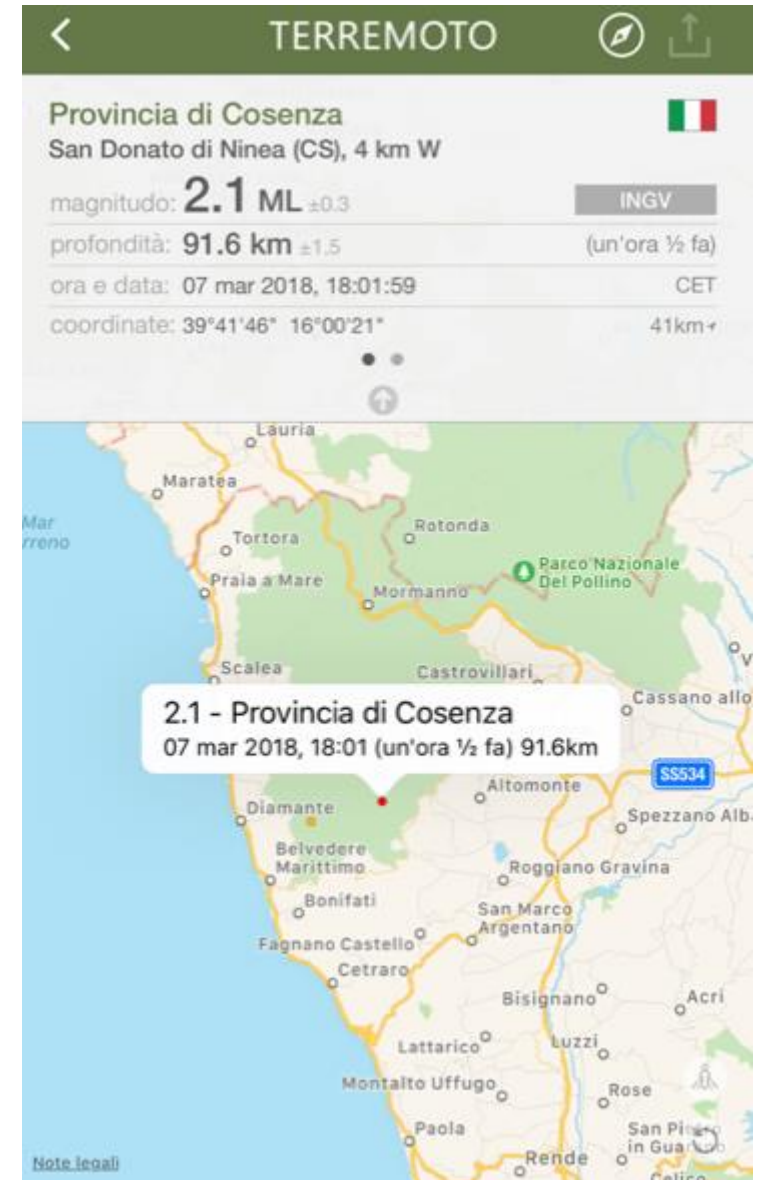 TERREMOTO
Provincia di Cosenza
San Donato di Ninea (CS), 4 km W
magnitudo: 2.1 ML ±0.3 INGV
profondità: 91.6 km ±1.5 (un'ora ½ fa)
ora e data: 07 mar 2018, 18:01:59 CET
coordinate: 39°41'46" 16°00'21" 41km
Lauria
Maratea
Mar
rreno
Rotonda
Tortora
Parco Nazionale
Del Pollino
Praia a Mare
Mormanno
Scalea
Castrovillari
V
Cassano allo
2.1 - Provincia di Cosenza
07 mar 2018, 18:01 (un'ora ½ fa) 91.6km
SS534
Altomonte
Diamante
Spezzano Alb
Belvedere
Marittimo
Roggiano Gravina
Bonifati
San Marco
Argentano
Fagnano Castello
Cetraro
Bisignano
Acri
Lattarico
Luzzi
Montalto Uffugo
Rose
Paola
San Pi
in Gua
Rende
Celico
Note legali